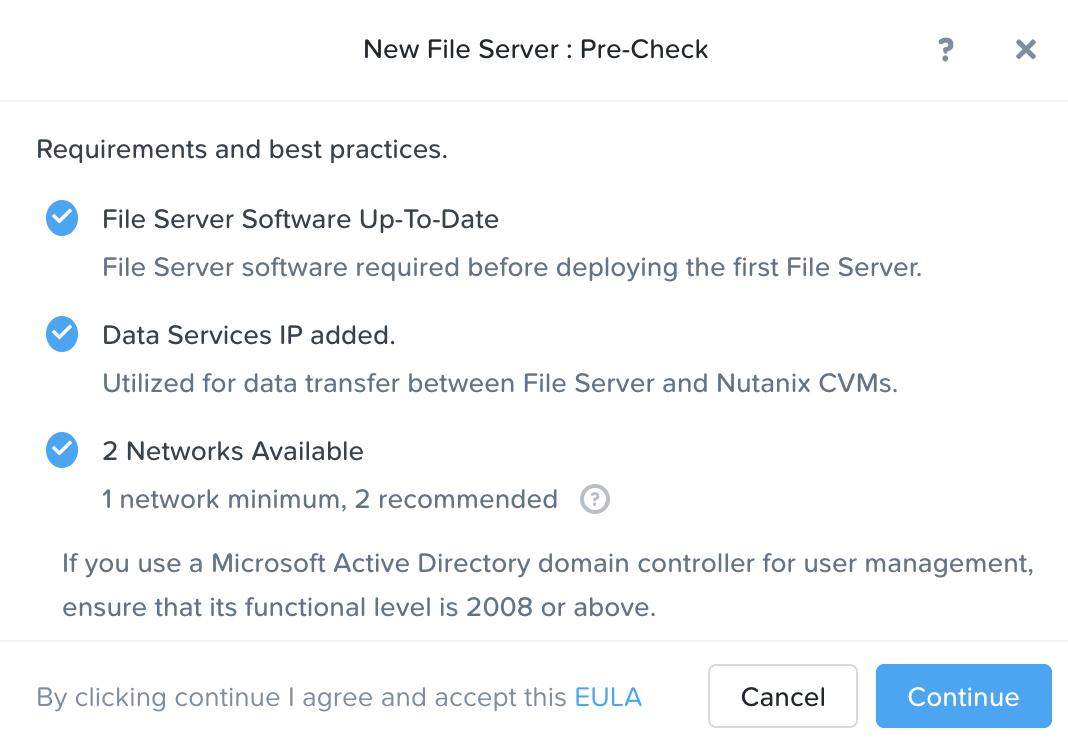 New File Server : Pre-Check
?
Requirements and best practices.
File Server Software Up-To-Date
File Server software required before deploying the first File Server.
Data Services IP added.
Utilized for data transfer between File Server and Nutanix CVMs.
2 Networks Available
1 network minimum, 2 recommended ?
If you use a Microsoft Active Directory domain controller for user management,
ensure that its functional level is 2008 or above.
By clicking continue I agree and accept this EULA
Cancel
Continue